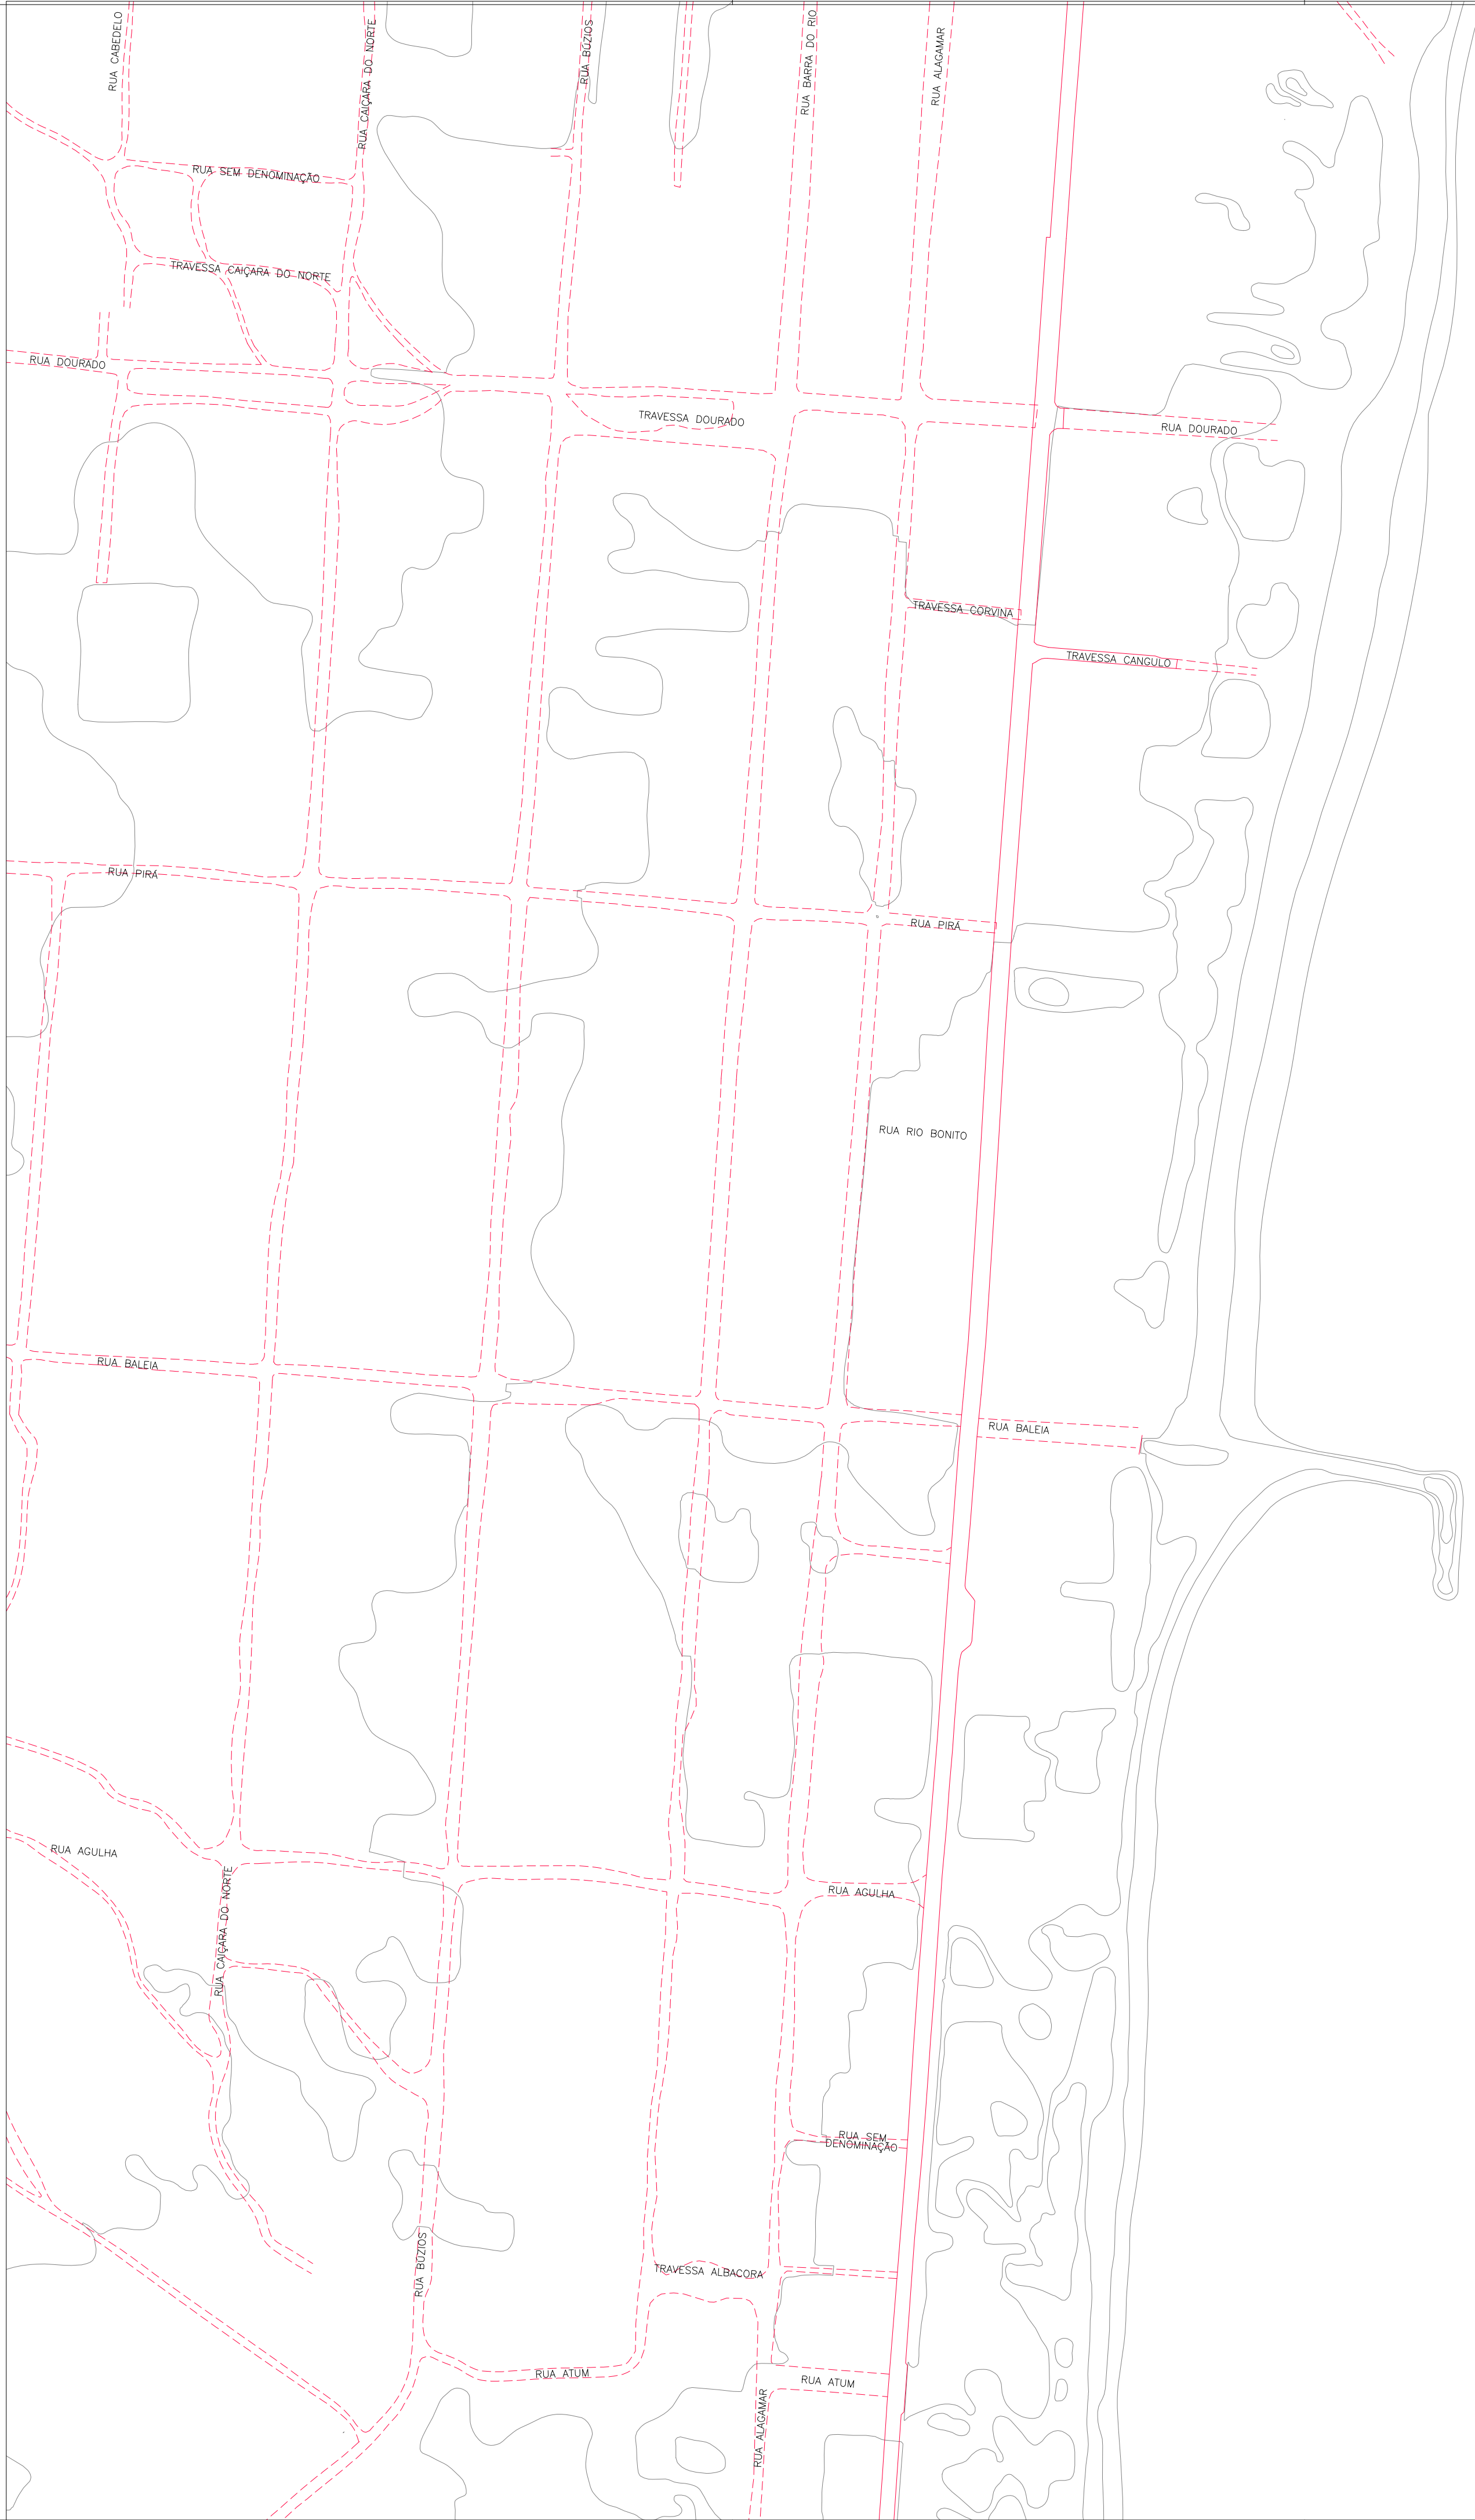 RUA CABEDELO
RUA CAIÇARA DO NORTE
RUA BÚZIOS
RUA BARRA DO RIO
RUA ALAGAMAR
RUA SEM DENOMINAÇÃO
TRAVESSA CAIÇARA DO NORTE
RUA DOURADO
TRAVESSA DOURADO
RUA DOURADO
TRAVESSA CORVINA
TRAVESSA CANGULO
RUA PIRÁ
RUA PIRÁ
RUA RIO BONITO
RUA BALEIA
RUA BALEIA
RUA AGULHA
RUA CAIÇARA DO NORTE
RUA AGULHA
RUA SEM
DENOMINAÇÃO
RUA BÚZIOS
TRAVESSA ALBACORA
RUA ATUM
RUA ATUM
RUA ALAGAMAR